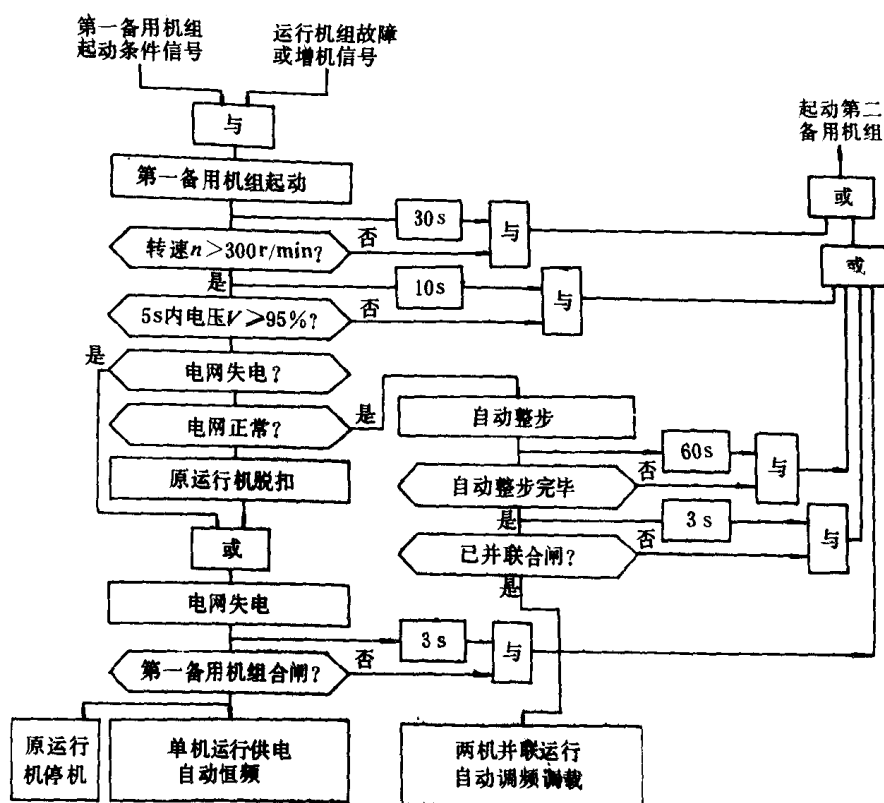 第一备用机组
起动条件信号
运行机组故障
或增机信号
与
起动第二
备用机组
第一备用机组起动
或
30s
与
转速n>300r/min?
否
或
是
10s
与
5s内电压V≥95%?
否
是
电网失电?
电网正常?
是
自动整步
原运行机脱扣
60s
与
自动整步完毕
否
是
3s
与
或
已并联合闸?
否
是
电网失电
3s
与
第一备用机组合闸?
否
原运行
机停机
单机运行供电
自动恒频
两机并联运行
自动调频调载